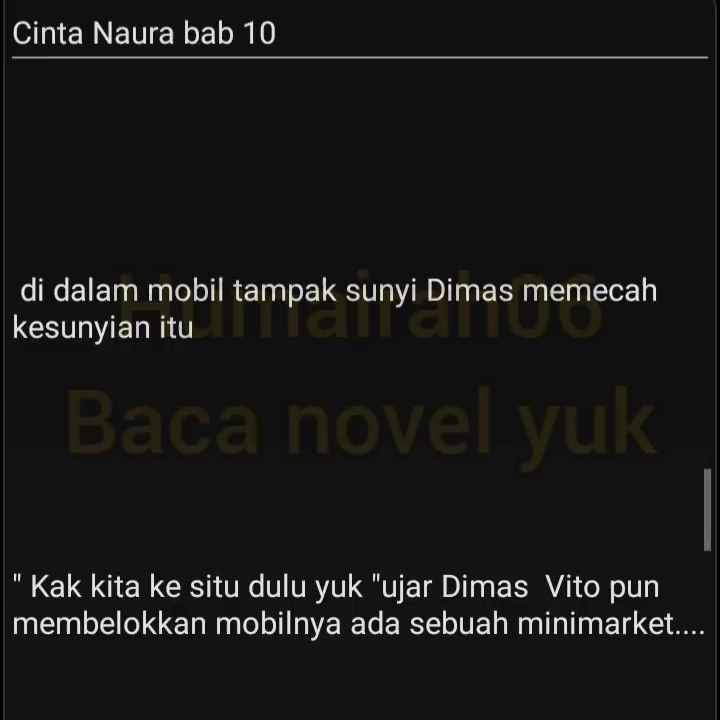 Cinta Naura bab 10
di dalam mobil tampak sunyi Dimas memecah
kesunyian itu
Humairah06
Baca novel yuk
" Kak kita ke situ dulu yuk "ujar Dimas  Vito pun
membelokkan mobilnya ada sebuah minimarket....